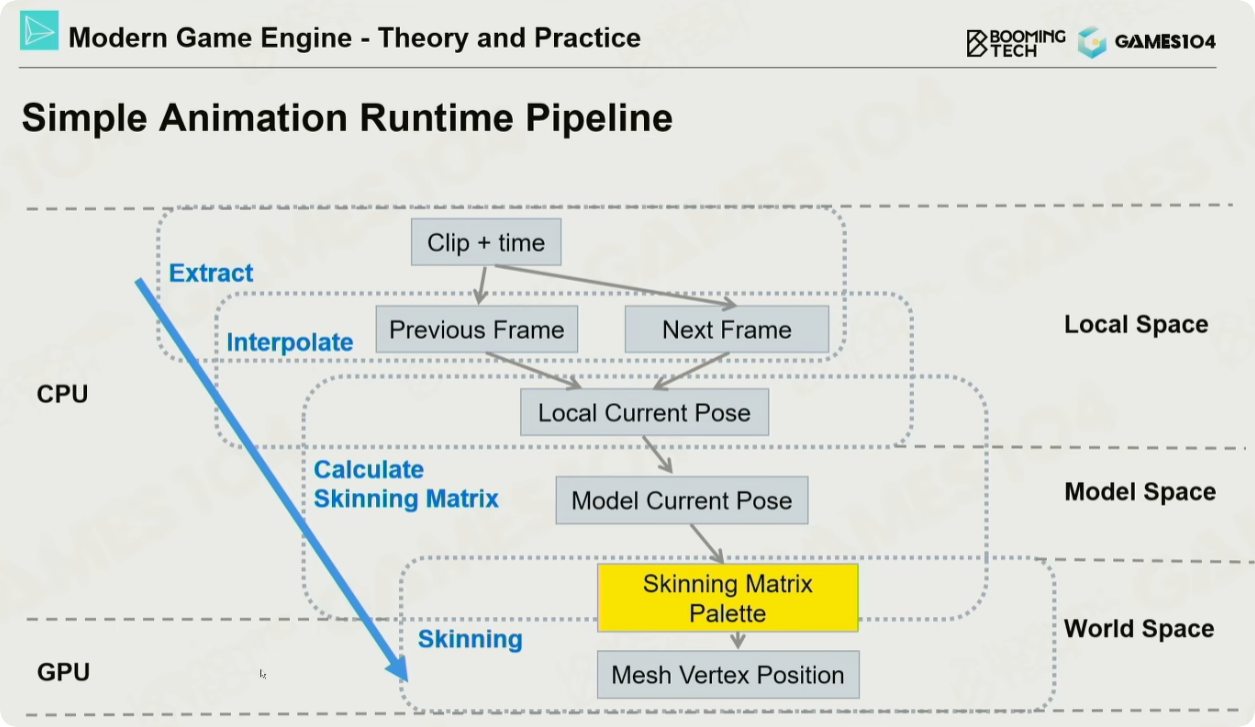 Modern Game Engine - Theory and Practice
BOOMING
TECH
GAMES104
Simple Animation Runtime Pipeline
Clip + time
Extract
Previous Frame
Next Frame
Interpolate
Local Space
CPU
Local Current Pose
Calculate
Skinning Matrix
Model Current Pose
Model Space
Skinning Matrix
Palette
Skinning
World Space
GPU
Mesh Vertex Position